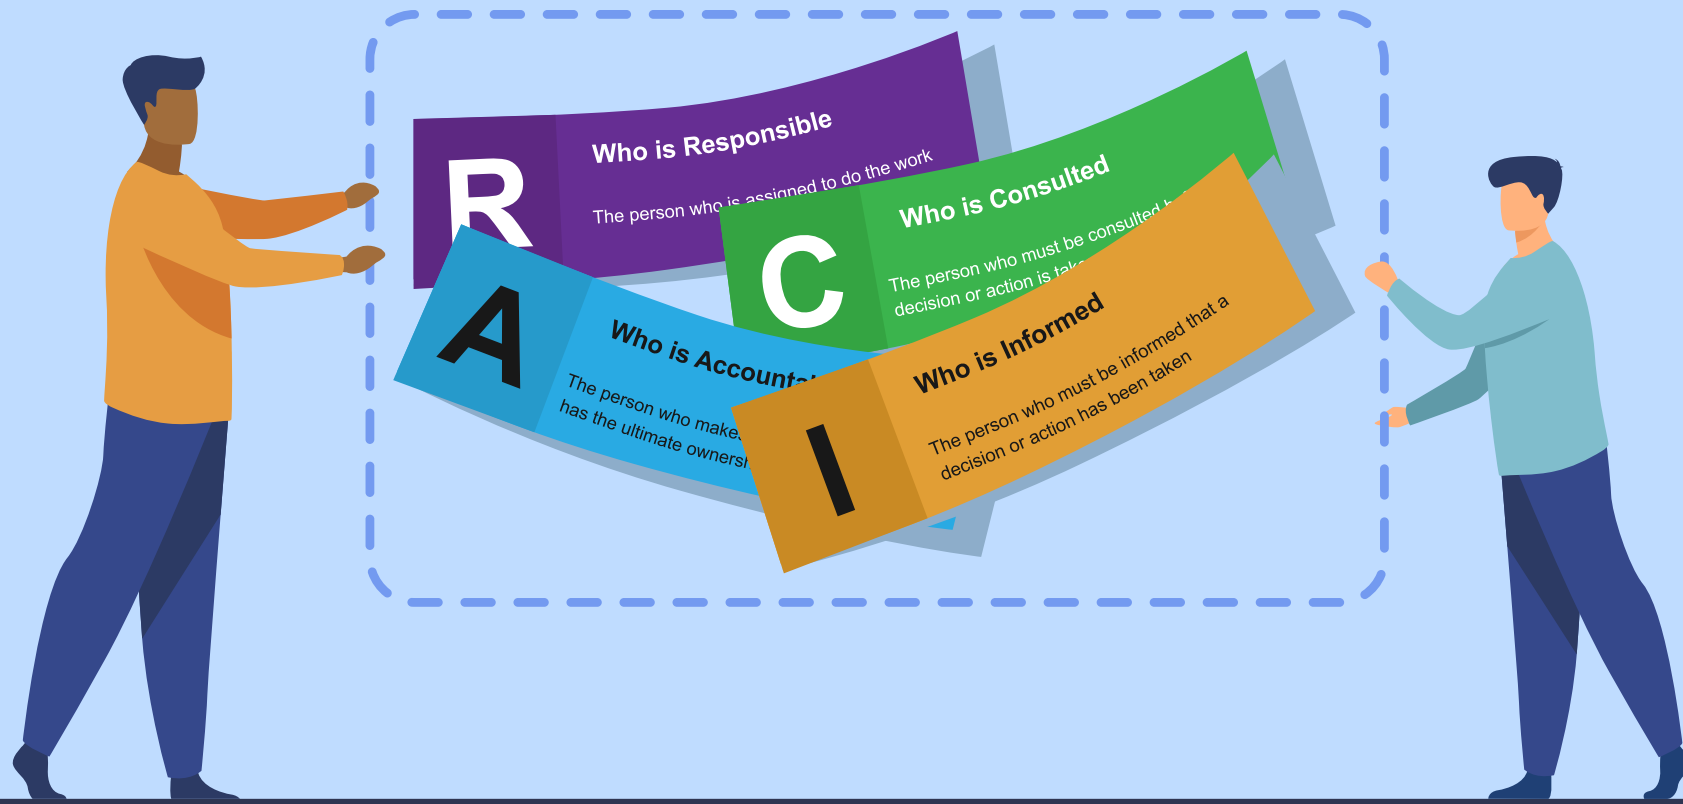 R
Who is Responsible
The person who is assigned to do the work
A
Who is
The person who makes
has the ultimate
C
Who is Consulted
The person who must be consulted
decision or action is
I
Who is Informed
The person who must be informed that a
decision or action has been taken